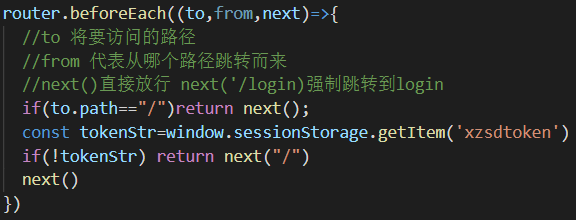 router.beforeEach((to,from,next)=>{
//to 将要访问的路径
//from 代表从哪个路径跳转而来
//next()直接放行 next('/login)强制跳转到login
if(to.path=="/")return next();
const tokenStr=window.sessionStorage.getItem('xzsdtoken')
if(!tokenStr) return next("/")
next()
})